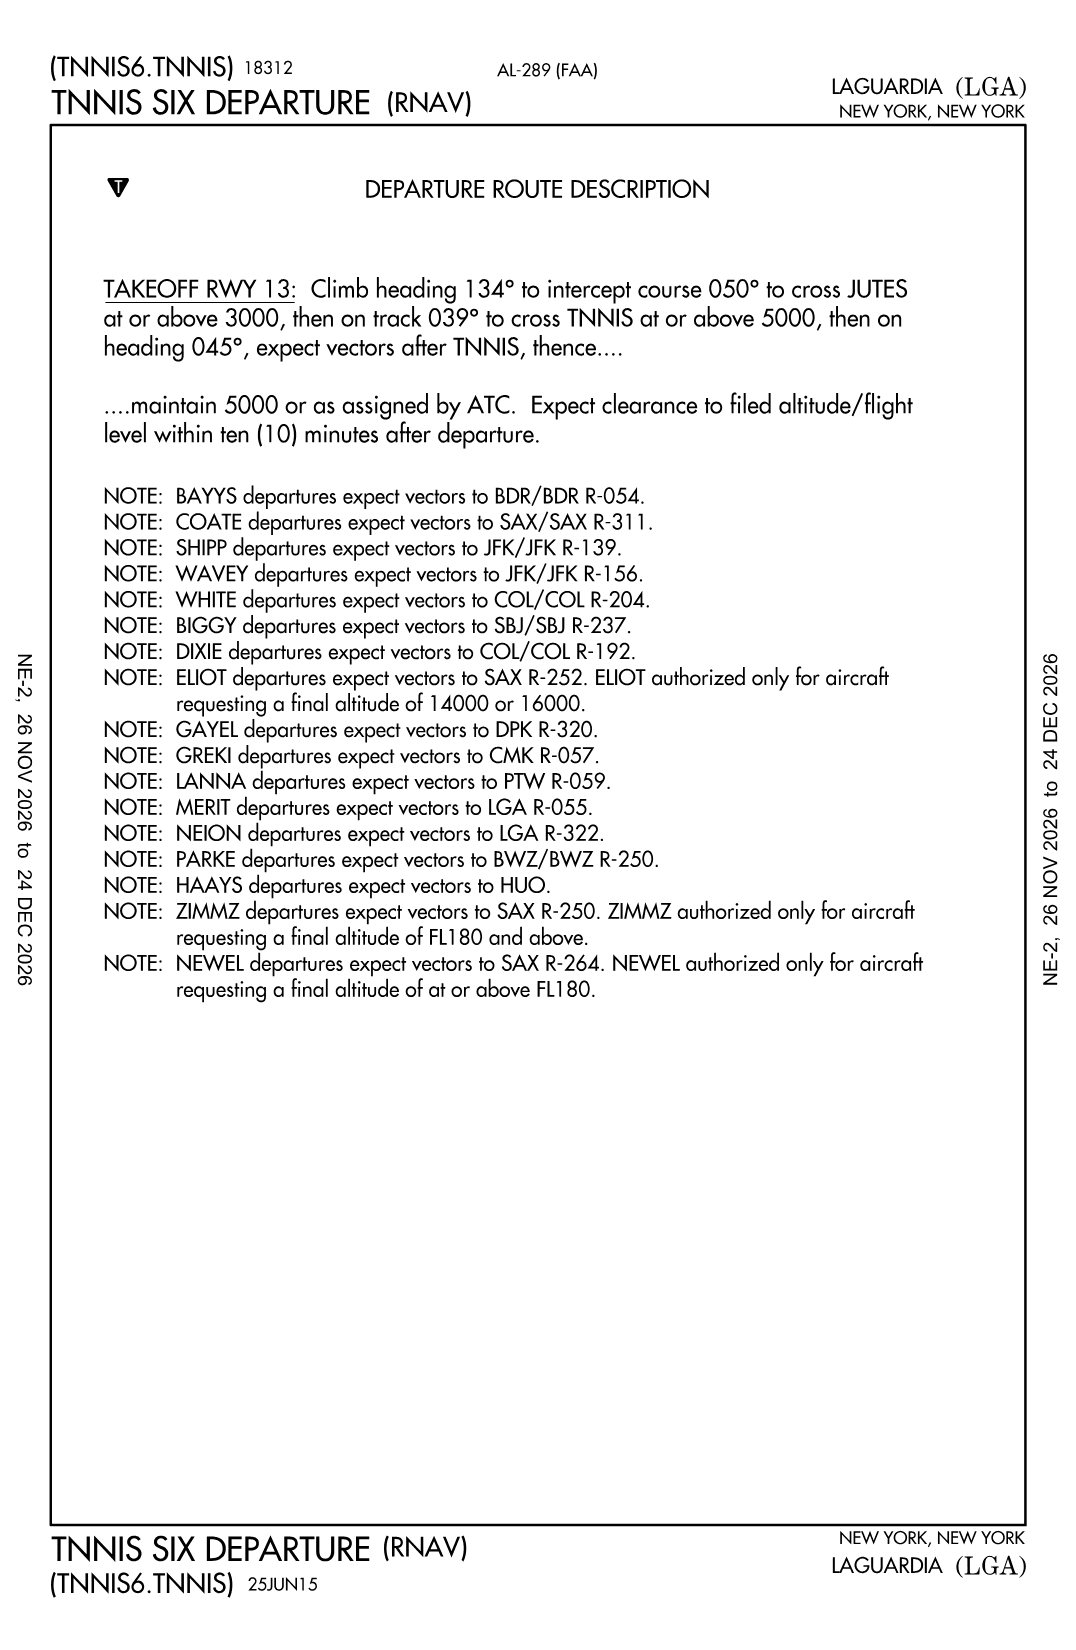 (TNNIS6.TNNIS) 18312
AL-289 (FAA)
TNNIS SIX DEPARTURE (RNAV)
LAGUARDIA (LGA)
NEW YORK, NEW YORK
T
DEPARTURE ROUTE DESCRIPTION
TAKEOFF RWY 13: Climb heading 134° to intercept course 050° to cross JUTES
at or above 3000, then on track 039° to cross TNNIS at or above 5000, then on
heading 045°, expect vectors after TNNIS, thence....
....maintain 5000 or as assigned by ATC. Expect clearance to filed altitude/flight
level within ten (10) minutes after departure.
NOTE: BAYYS departures expect vectors to BDR/BDR R-054.
NOTE: COATE departures expect vectors to SAX/SAX R-311.
NOTE: SHIPP departures expect vectors to JFK/JFK R-139.
NOTE: WAVEY departures expect vectors to JFK/JFK R-156.
NOTE: WHITE departures expect vectors to COL/COL R-204.
NOTE: BIGGY departures expect vectors to SBJ/SBJ R-237.
NOTE: DIXIE departures expect vectors to COL/COL R-192.
NOTE: ELIOT departures expect vectors to SAX R-252. ELIOT authorized only for aircraft
requesting a final altitude of 14000 or 16000.
NOTE: GAYEL departures expect vectors to DPK R-320.
NOTE: GREKI departures expect vectors to CMK R-057.
NOTE: LANNA departures expect vectors to PTW R-059.
NOTE: MERIT departures expect vectors to LGA R-055.
NOTE: NEION departures expect vectors to LGA R-322.
NOTE: PARKE departures expect vectors to BWZ/BWZ R-250.
NOTE: HAAYS departures expect vectors to HUO.
NOTE: ZIMMZ departures expect vectors to SAX R-250. ZIMMZ authorized only for aircraft
requesting a final altitude of FL180 and above.
NOTE: NEWEL departures expect vectors to SAX R-264. NEWEL authorized only for aircraft
requesting a final altitude of at or above FL180.
NE-2, 26 NOV 2026 to 24 DEC 2026
NE-2, 26 NOV 2026 to 24 DEC 2026
TNNIS SIX DEPARTURE (RNAV)
(TNNIS6.TNNIS) 25JUN15
NEW YORK, NEW YORK
LAGUARDIA (LGA)